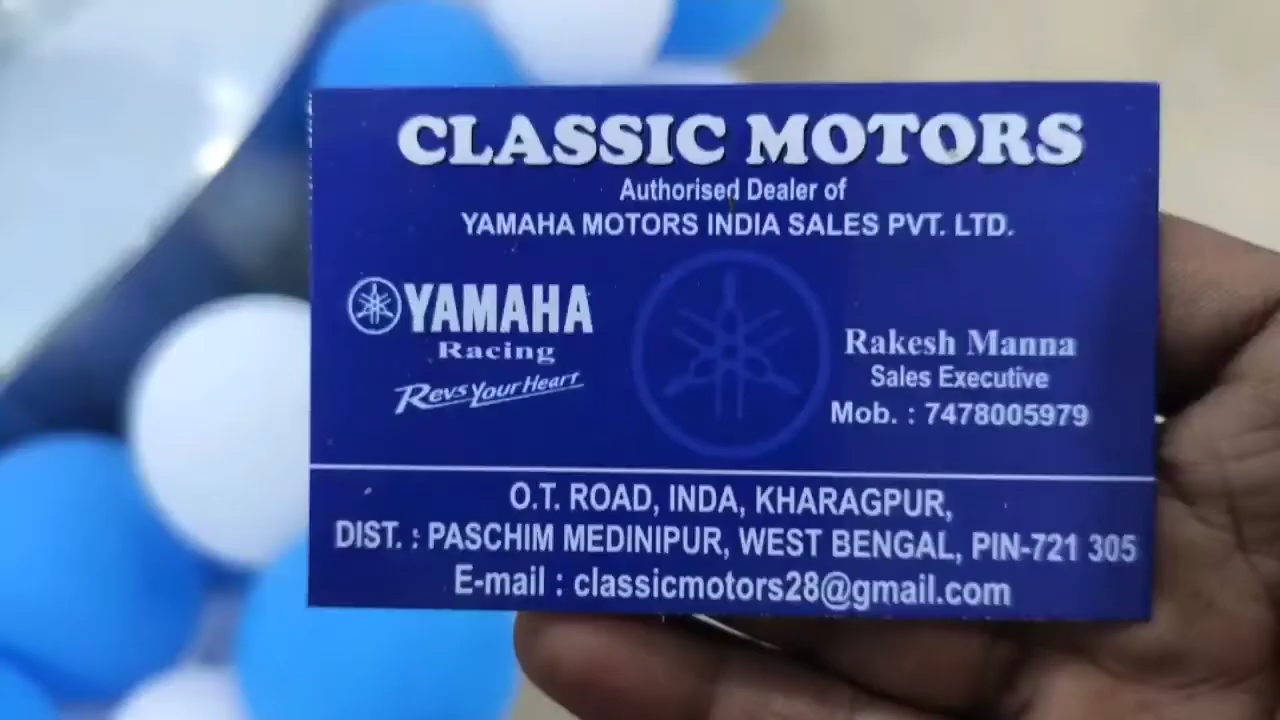 CLASSIC MOTORS
Authorised Dealer of
YAMAHA MOTORS INDIA SALES PVT. LTD.
YAMAHA
Racing
Revs Your Heart
Rakesh Manna
Sales Executive
Mob. : 7478005979
O.T. ROAD, INDA, KHARAGPUR,
DIST. : PASCHIM MEDINIPUR, WEST BENGAL, PIN-721 305
E-mail : classicmotors28@gmail.com